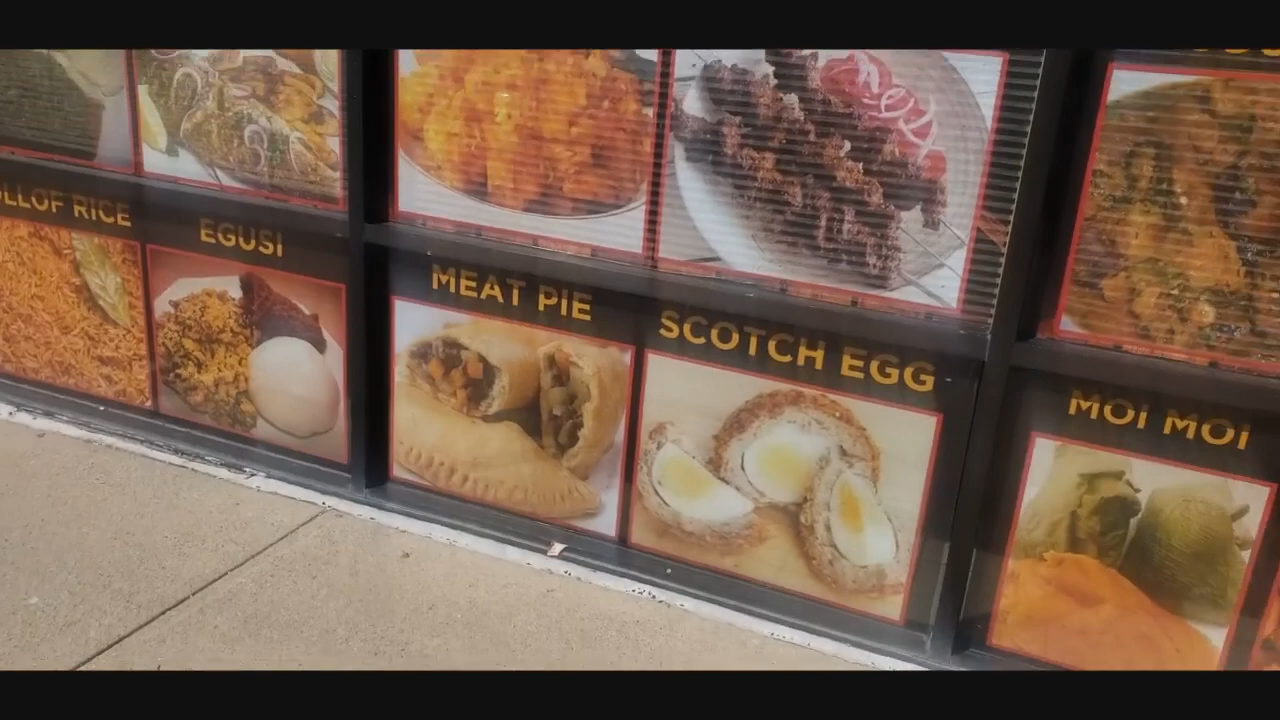 OLLOF RICE
EGUSI
MEAT PIE
SCOTCH EGG
MOI MOI